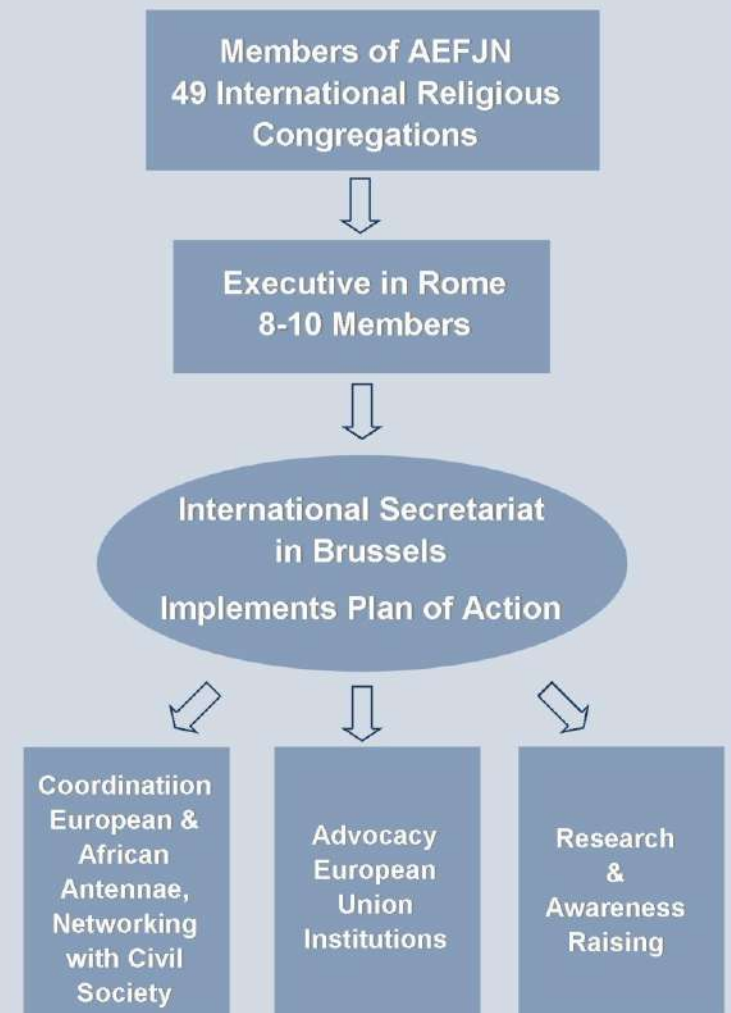 Members of AEFJN
49 International Religious
Congregations
Executive in Rome
8-10 Members
International Secretariat
in Brussels
Implements Plan of Action
Coordinatiion
European &
African
Antennae,
Networking
with Civil
Society
Advocacy
European
Union
Institutions
Research
&
Awareness
Raising